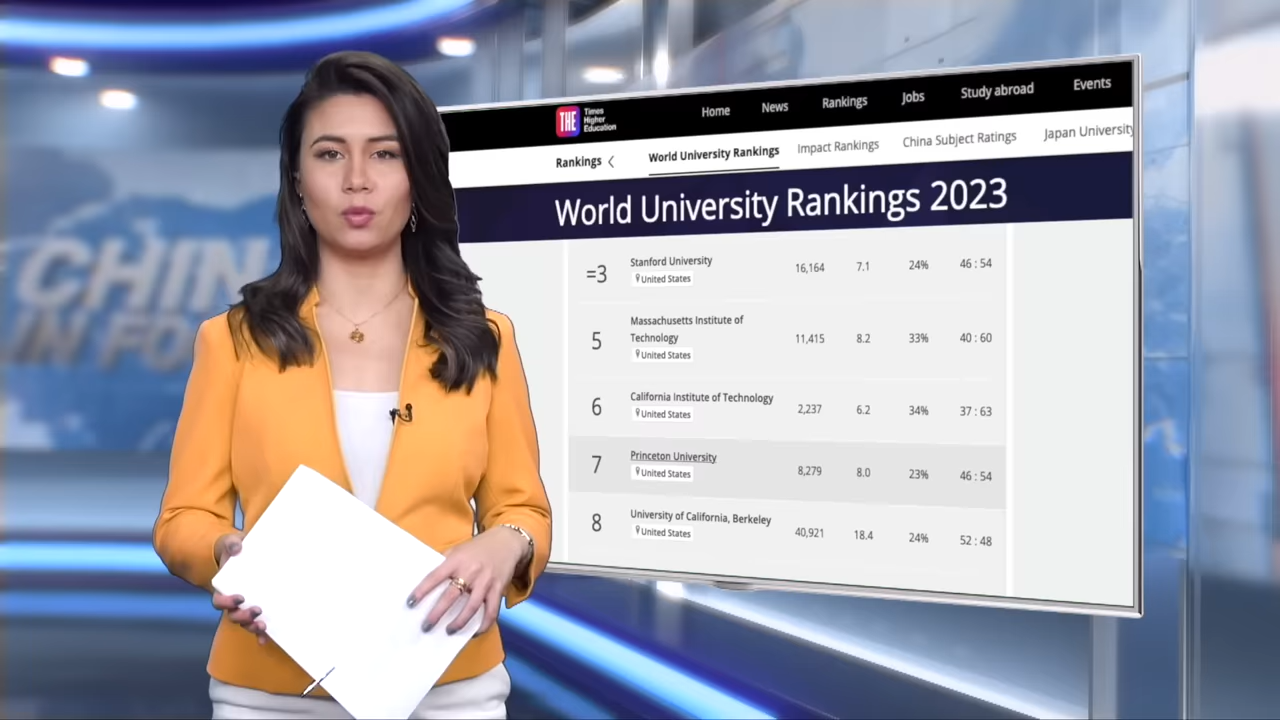 CHIN
IN FO
THE
Times
Higher
Education
Home News Rankings Jobs Study abroad Events
Rankings World University Rankings Impact Rankings China Subject Ratings Japan University
World University Rankings 2023
=3 Stanford University 16,164 7.1 24% 46 : 54
United States
5 Massachusetts Institute of
Technology 11,415 8.2 33% 40 : 60
United States
6 California Institute of Technology 2,237 6.2 34% 37 : 63
United States
7 Princeton University 8,279 8.0 23% 46 : 54
United States
8 University of California, Berkeley 40,921 18.4 24% 52 : 48
United States